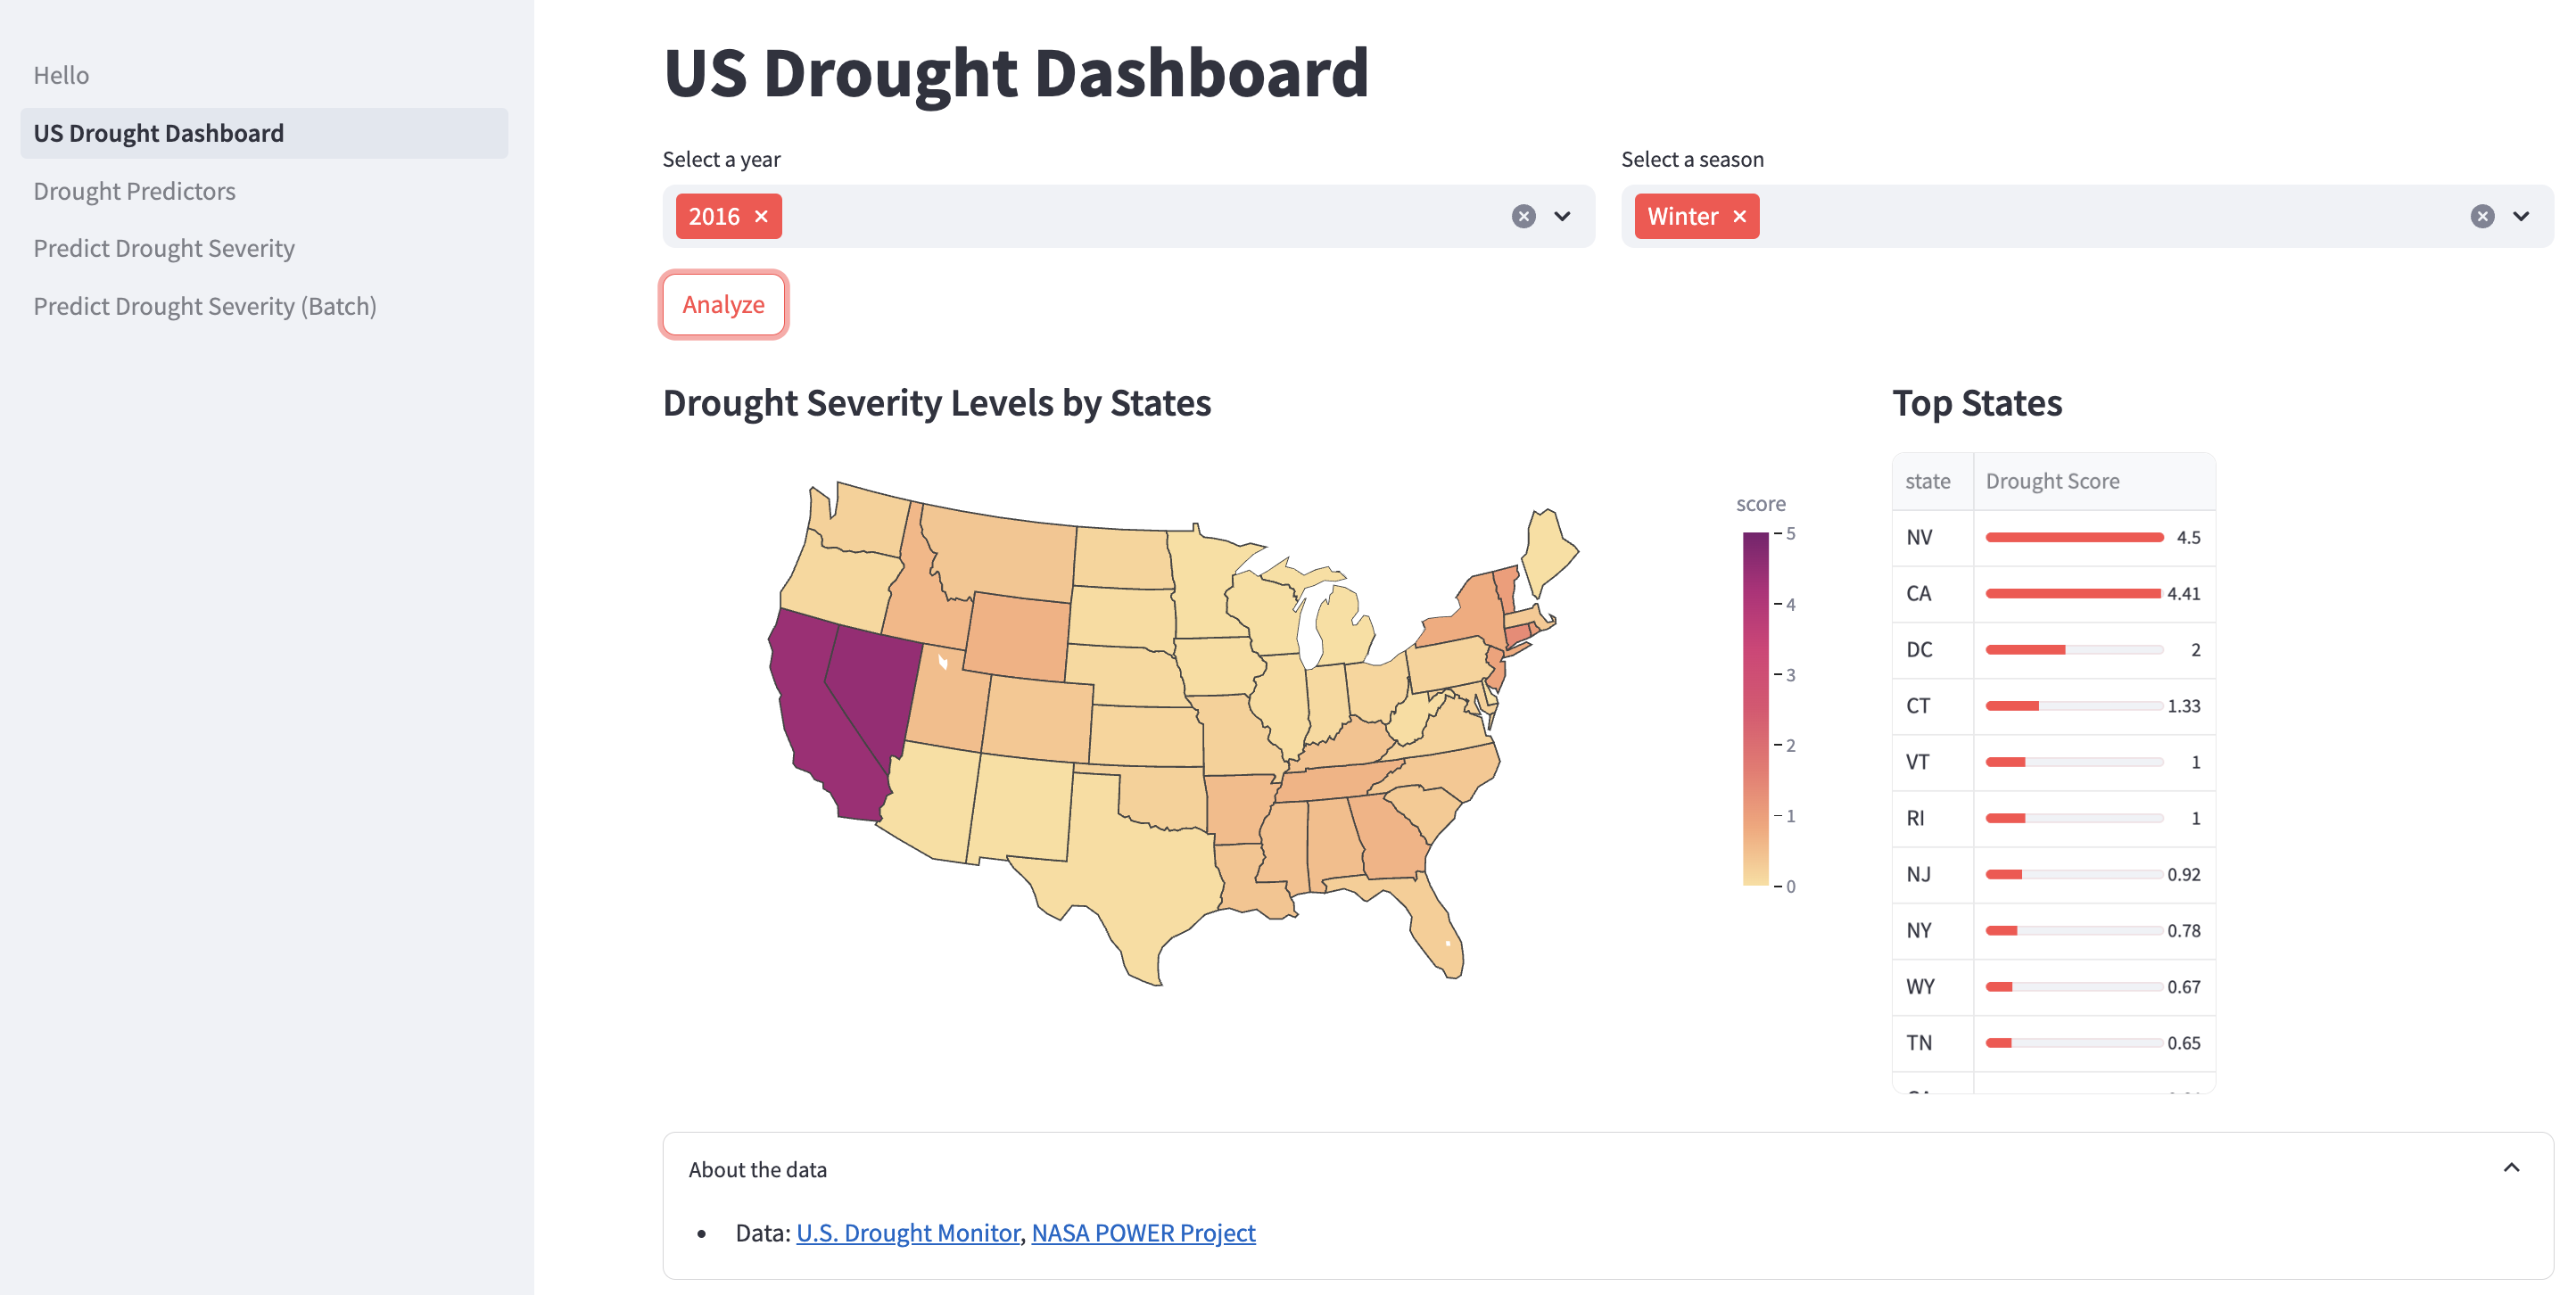 Hello
US Drought Dashboard
Drought Predictors
Predict Drought Severity
Predict Drought Severity (Batch)
US Drought Dashboard
Select a year
Select a season
2016
Winter
Analyze
Drought Severity Levels by States
score
5
4
3
2
1
0
Top States
state Drought Score
NV 4.5
CA 4.41
DC 2
CT 1.33
VT 1
RI 1
NJ 0.92
NY 0.78
WY 0.67
TN 0.65
About the data
Data: U.S. Drought Monitor, NASA POWER Project